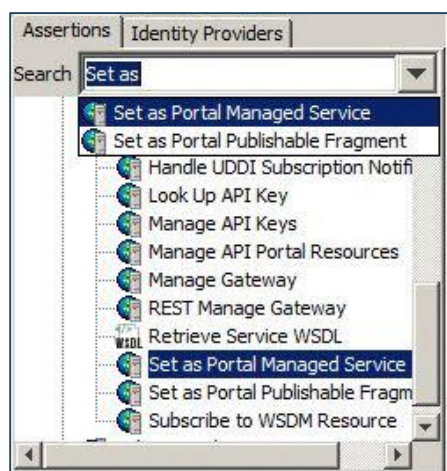 Assertions Identity Providers
Search Set as
Set as Portal Managed Service
Set as Portal Publishable Fragment
Handle UDDI Subscription Notifi
Look Up API Key
Manage API Keys
Manage API Portal Resources
Manage Gateway
REST Manage Gateway
WSDL Retrieve Service WSDL
Set as Portal Managed Service
Set as Portal Publishable Fragm
Subscribe to WSDM Resource